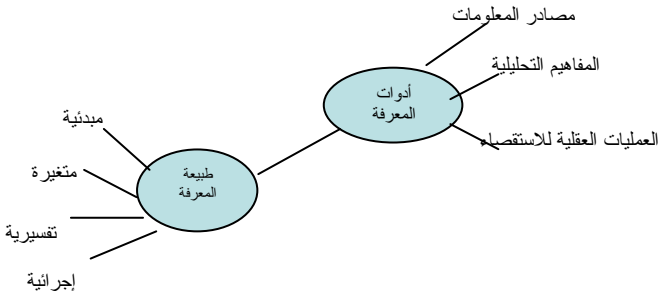 مصادر المعلومات
المفاهيم التحليلية
أدوات
المعرفة
العمليات العقلية للاستقصاء
مبدئية
طبيعة
المعرفة
متغيرة
تفسيرية
إجرائية